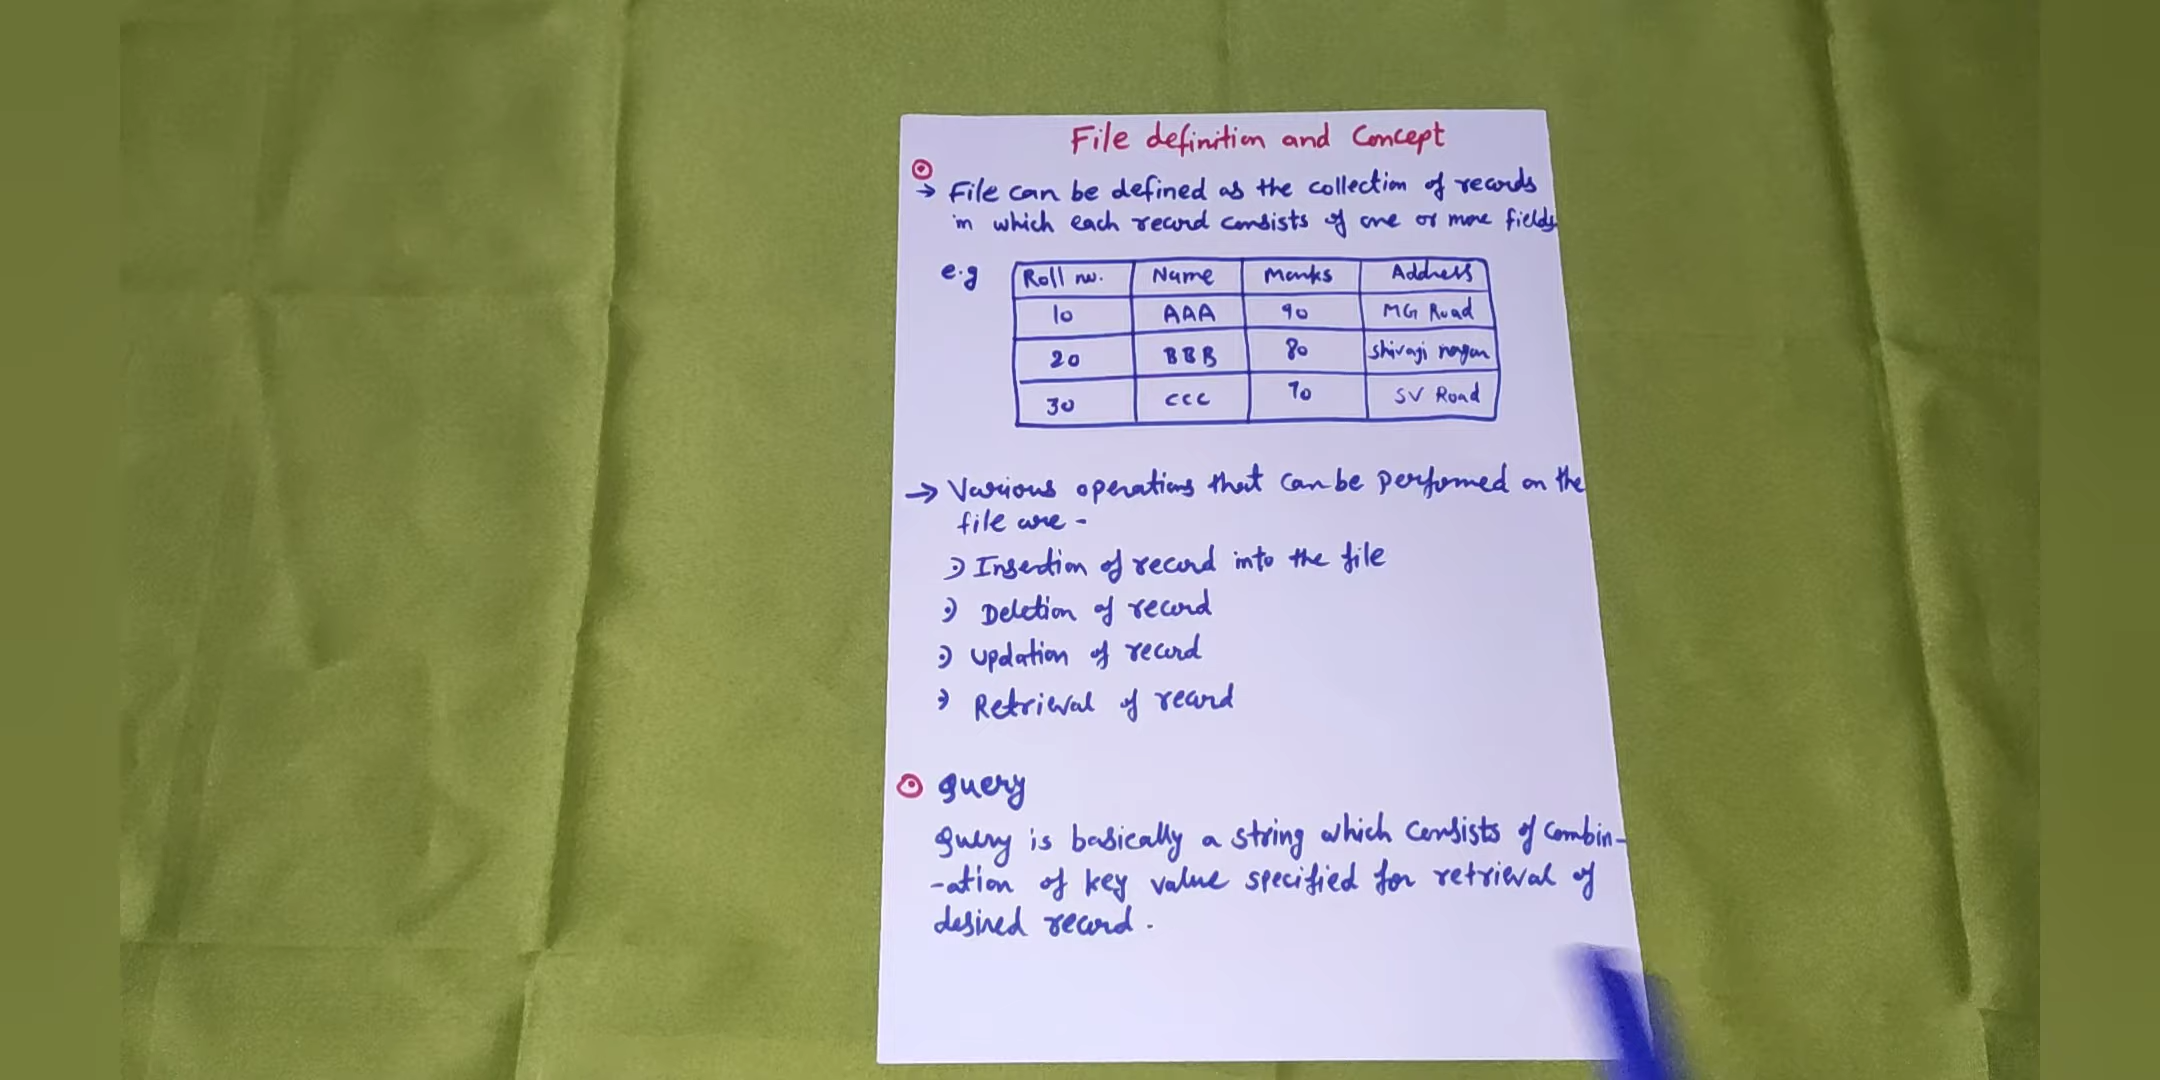 File definition and Concept
→ File can be defined as the collection of records
in which each record consists of one or more fields
e.g
Roll no. Name Marks Address
10 AAA 90 MG Road
20 BBB 80 Shivaji nagar
30 CCC 70 SV Road
→ Various operations that can be performed on the
file are -
Insertion of record into the file
Deletion of record
Updation of record
Retrieval of record
Query
Query is basically a string which consists of combin-
-ation of key value specified for retrieval of
desired record.